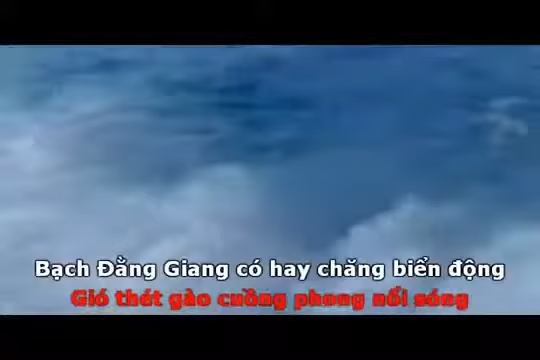 Bạch Đằng Giang có hay chăng biển động
Gió thét gào cuồng phong nổi sóng